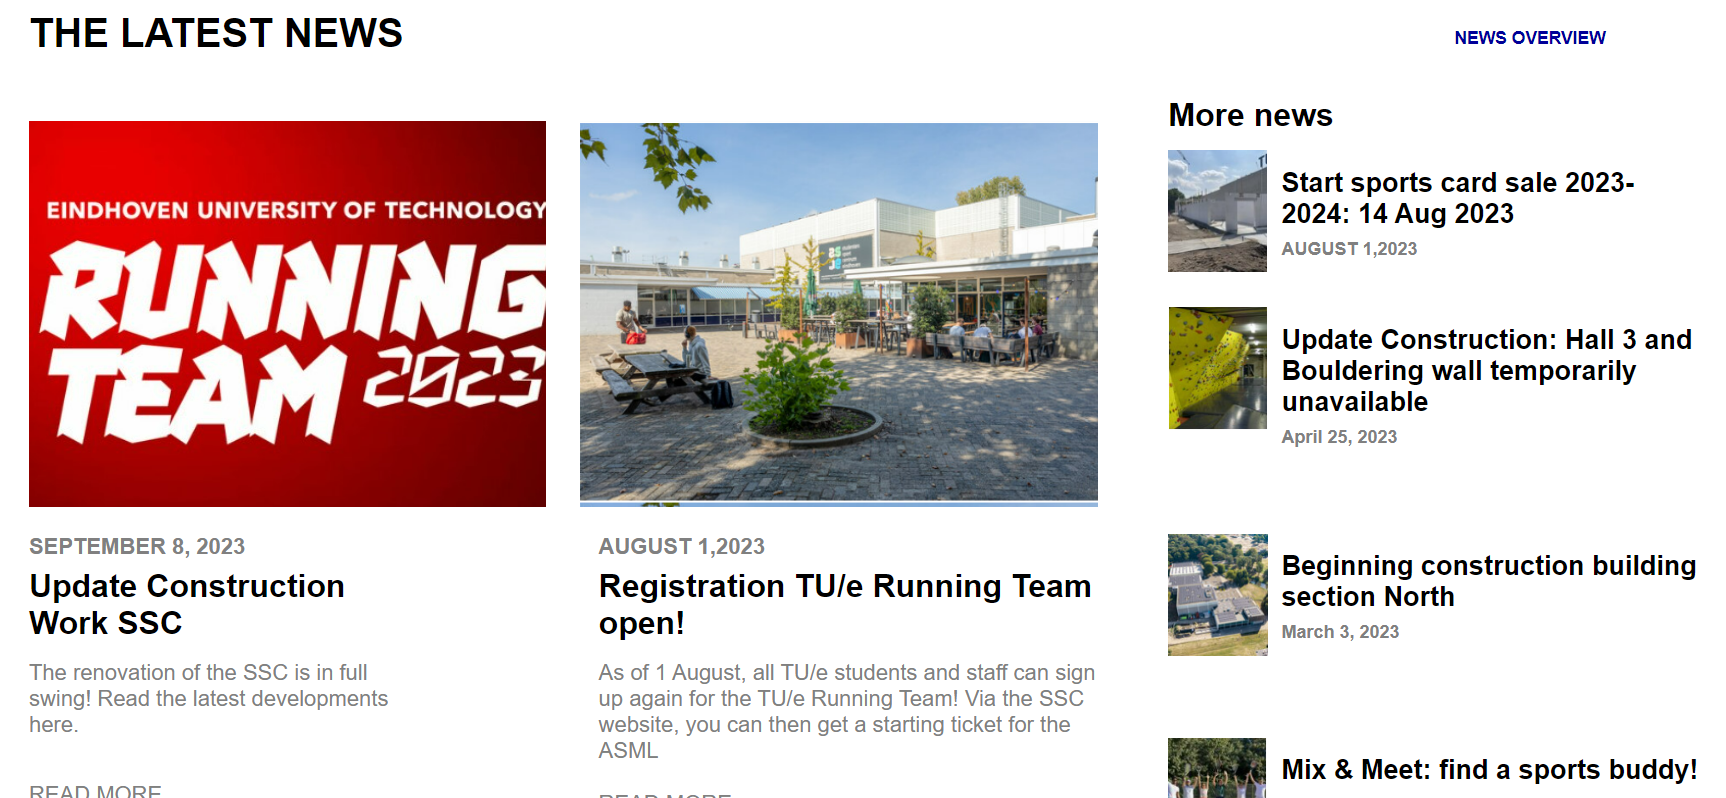 THE LATEST NEWS
NEWS OVERVIEW
EINDHOVEN UNIVERSITY OF TECHNOLOGY
RUNNING
TEAM 2023
SEPTEMBER 8, 2023
Update Construction
Work SSC
The renovation of the SSC is in full
swing! Read the latest developments
here.
READ MORE
AUGUST 1,2023
Registration TU/e Running Team
open!
As of 1 August, all TU/e students and staff can sign
up again for the TU/e Running Team! Via the SSC
website, you can then get a starting ticket for the
ASML
READ MORE
More news
Start sports card sale 2023-
2024: 14 Aug 2023
AUGUST 1,2023
Update Construction: Hall 3 and
Bouldering wall temporarily
unavailable
April 25, 2023
Beginning construction building
section North
March 3, 2023
Mix & Meet: find a sports buddy!